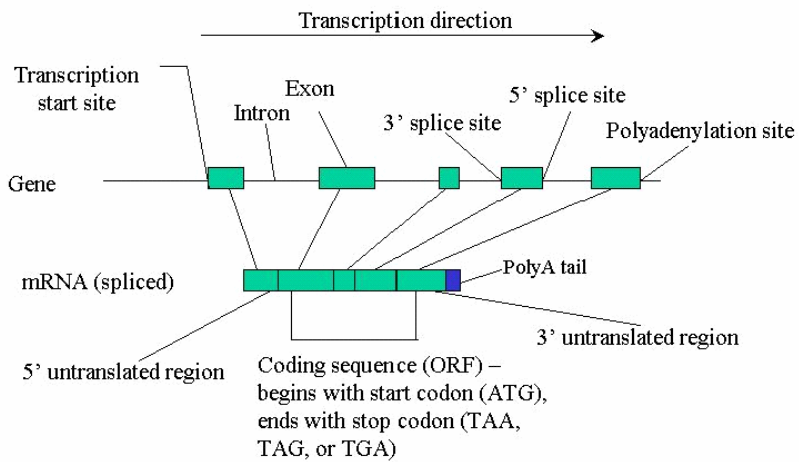 Transcription direction
Transcription
start site
Exon
Intron
3’ splice site
5’ splice site
Polyadenylation site
Gene
mRNA (spliced)
PolyA tail
5’ untranslated region
3’ untranslated region
Coding sequence (ORF) –
begins with start codon (ATG),
ends with stop codon (TAA,
TAG, or TGA)